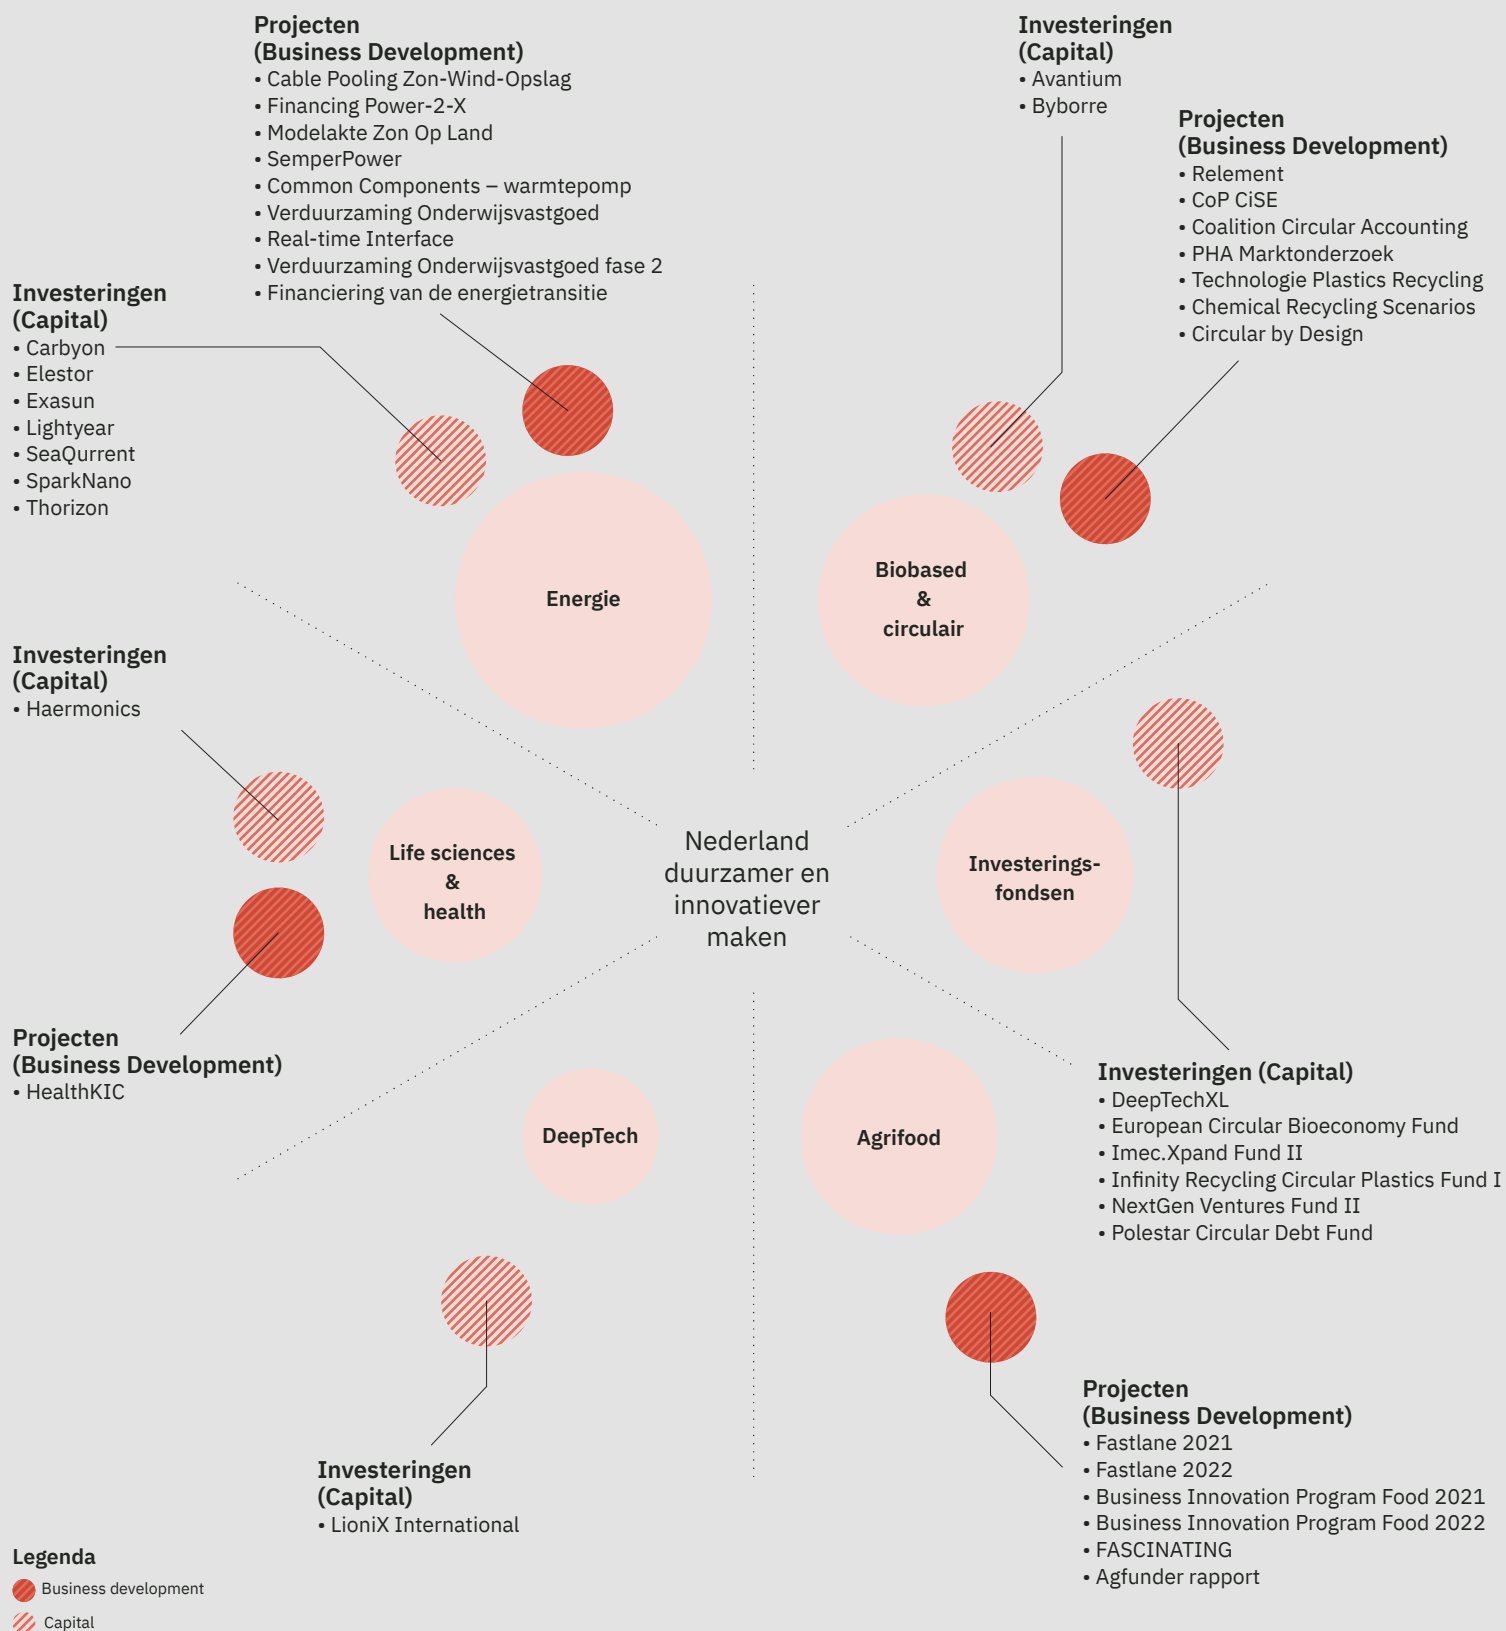 Projecten
(Business Development)
• Cable Pooling Zon-Wind-Opslag
• Financing Power-2-X
• Modelakte Zon Op Land
• SemperPower
• Common Components – warmtepomp
• Verduurzaming Onderwijsvastgoed
• Real-time Interface
• Verduurzaming Onderwijsvastgoed fase 2
• Financiering van de energietransitie
Investeringen
(Capital)
• Avantium
• Byborre
Projecten
(Business Development)
• Relement
• CoP CiSE
• Coalition Circular Accounting
• PHA Marktonderzoek
• Technologie Plastics Recycling
• Chemical Recycling Scenarios
• Circular by Design
Investeringen
(Capital)
• Carbyon
• Elestor
• Exasun
• Lightyear
• SeaQurrent
• SparkNano
• Thorizon
Energie
Biobased
&
circulair
Investeringen
(Capital)
• Haermonics
Life sciences
&
health
Nederland
duurzamer en
innovatiever
maken
Investerings-
fondsen
Projecten
(Business Development)
• HealthKIC
DeepTech
Agrifood
Investeringen (Capital)
• DeepTechXL
• European Circular Bioeconomy Fund
• Imec.Xpand Fund II
• Infinity Recycling Circular Plastics Fund I
• NextGen Ventures Fund II
• Polestar Circular Debt Fund
Investeringen
(Capital)
• LioniX International
Projecten
(Business Development)
• Fastlane 2021
• Fastlane 2022
• Business Innovation Program Food 2021
• Business Innovation Program Food 2022
• FASCINATING
• Agfunder rapport
Legenda
Business development
Capital